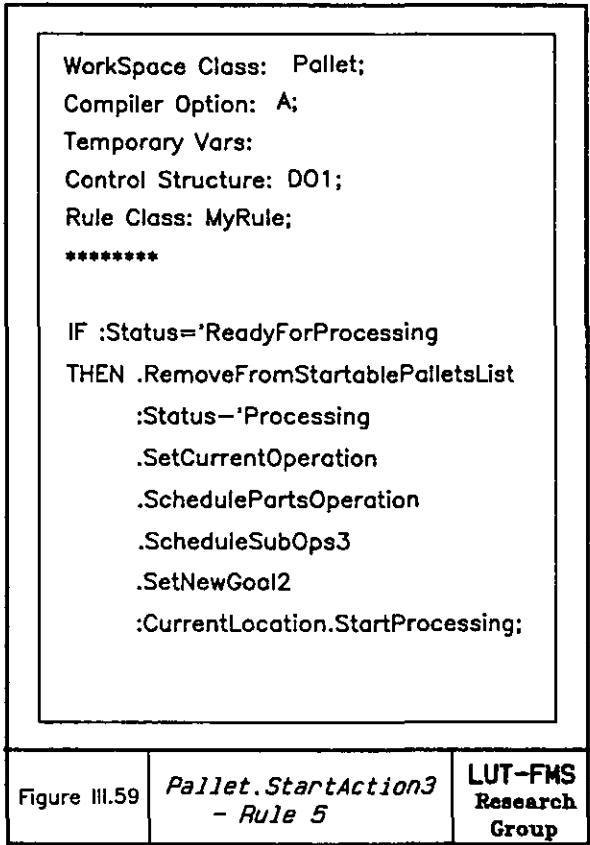 WorkSpace Class: Pallet;
Compiler Option: A;
Temporary Vars:
Control Structure: DO1;
Rule Class: MyRule;
********
IF :Status='ReadyForProcessing
THEN .RemoveFromStartablePalletsList
:Status—'Processing
.SetCurrentOperation
.SchedulePartsOperation
.ScheduleSubOps3
.SetNewGoal2
:CurrentLocation.StartProcessing;
Figure III.59
Pallet.StartAction3
- Rule 5
LUT-FMS
Research
Group